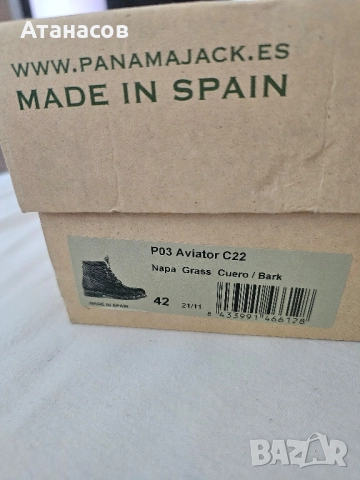 Атанасов
WWW.PANAMAJACK.ES
MADE IN SPAIN
P03 Aviator C22
Napa Grass Cuero / Bark
MADE IN SPAIN
42
21/11
8 433991 466128
BAZAR